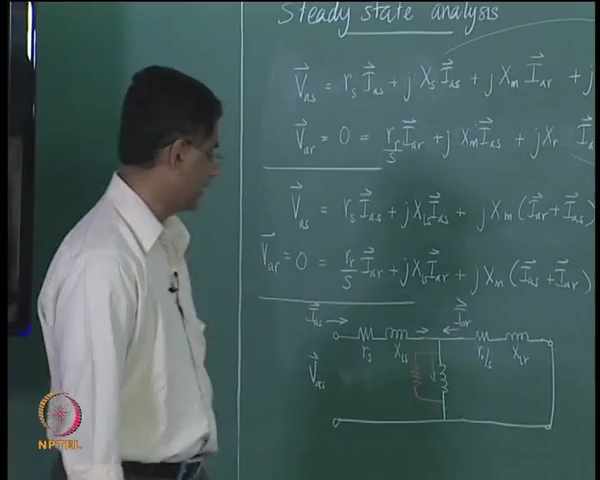 Steady state analysis
V⃗as = rs I⃗as + j Xs I⃗as + j Xm I⃗ar + j
V⃗ar = 0 = rr/s I⃗ar + j Xm I⃗as + j Xr I⃗a
V⃗as = rs I⃗as + j Xls I⃗as + j Xm (I⃗ar + I⃗as)
V⃗ar = 0 = rr/s I⃗ar + j Xlr I⃗ar + j Xm (I⃗as + I⃗ar)
I⃗as → ← I⃗ar
rs Xls rr/s Xlr
V⃗as
NPTEL